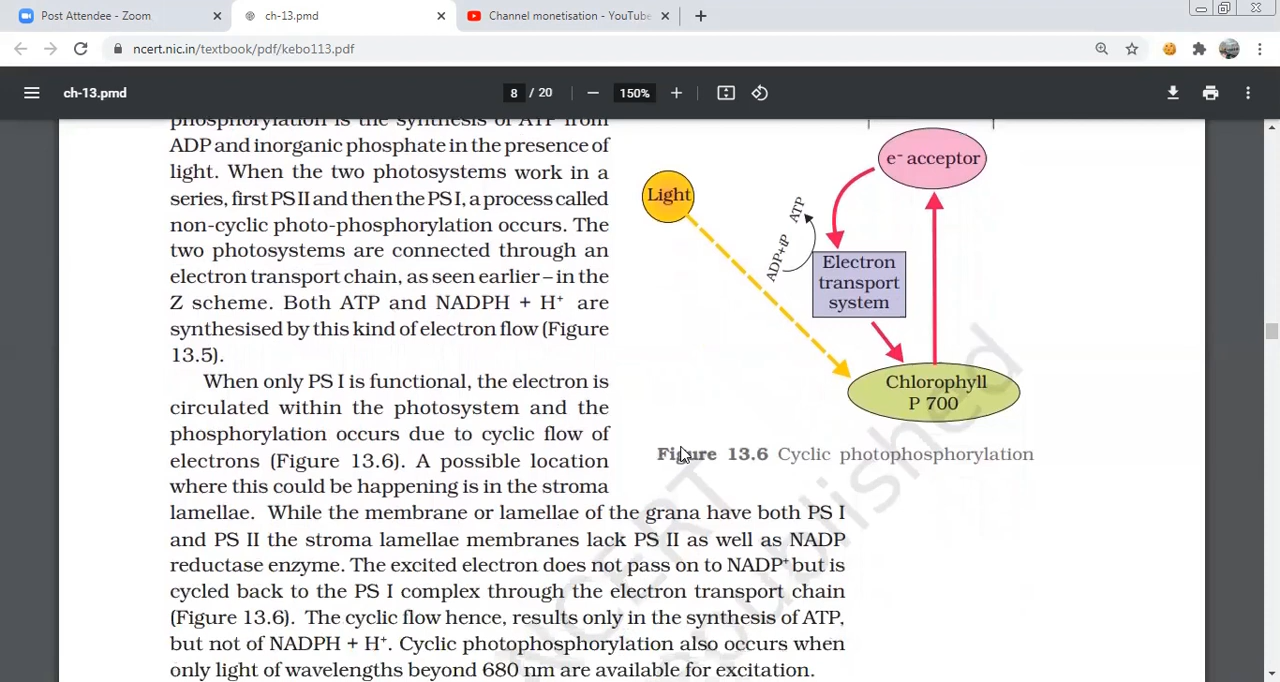 Post Attendee - Zoom
ch-13.pmd
Channel monetisation - YouTube
ncert.nic.in/textbook/pdf/kebo113.pdf
ch-13.pmd
8 / 20
150%
phosphorylation is the synthesis of ATP from
ADP and inorganic phosphate in the presence of
light. When the two photosystems work in a
series, first PS II and then the PS I, a process called
non-cyclic photo-phosphorylation occurs. The
two photosystems are connected through an
electron transport chain, as seen earlier – in the
Z scheme. Both ATP and NADPH + H⁺ are
synthesised by this kind of electron flow (Figure
13.5).
When only PS I is functional, the electron is
circulated within the photosystem and the
phosphorylation occurs due to cyclic flow of
electrons (Figure 13.6). A possible location
where this could be happening is in the stroma
lamellae. While the membrane or lamellae of the grana have both PS I
and PS II the stroma lamellae membranes lack PS II as well as NADP
reductase enzyme. The excited electron does not pass on to NADP⁺ but is
cycled back to the PS I complex through the electron transport chain
(Figure 13.6). The cyclic flow hence, results only in the synthesis of ATP,
but not of NADPH + H⁺. Cyclic photophosphorylation also occurs when
only light of wavelengths beyond 680 nm are available for excitation.
e⁻ acceptor
Light
ADP+iP
ATP
Electron
transport
system
Chlorophyll
P 700
Figure 13.6 Cyclic photophosphorylation
NCERT
republished